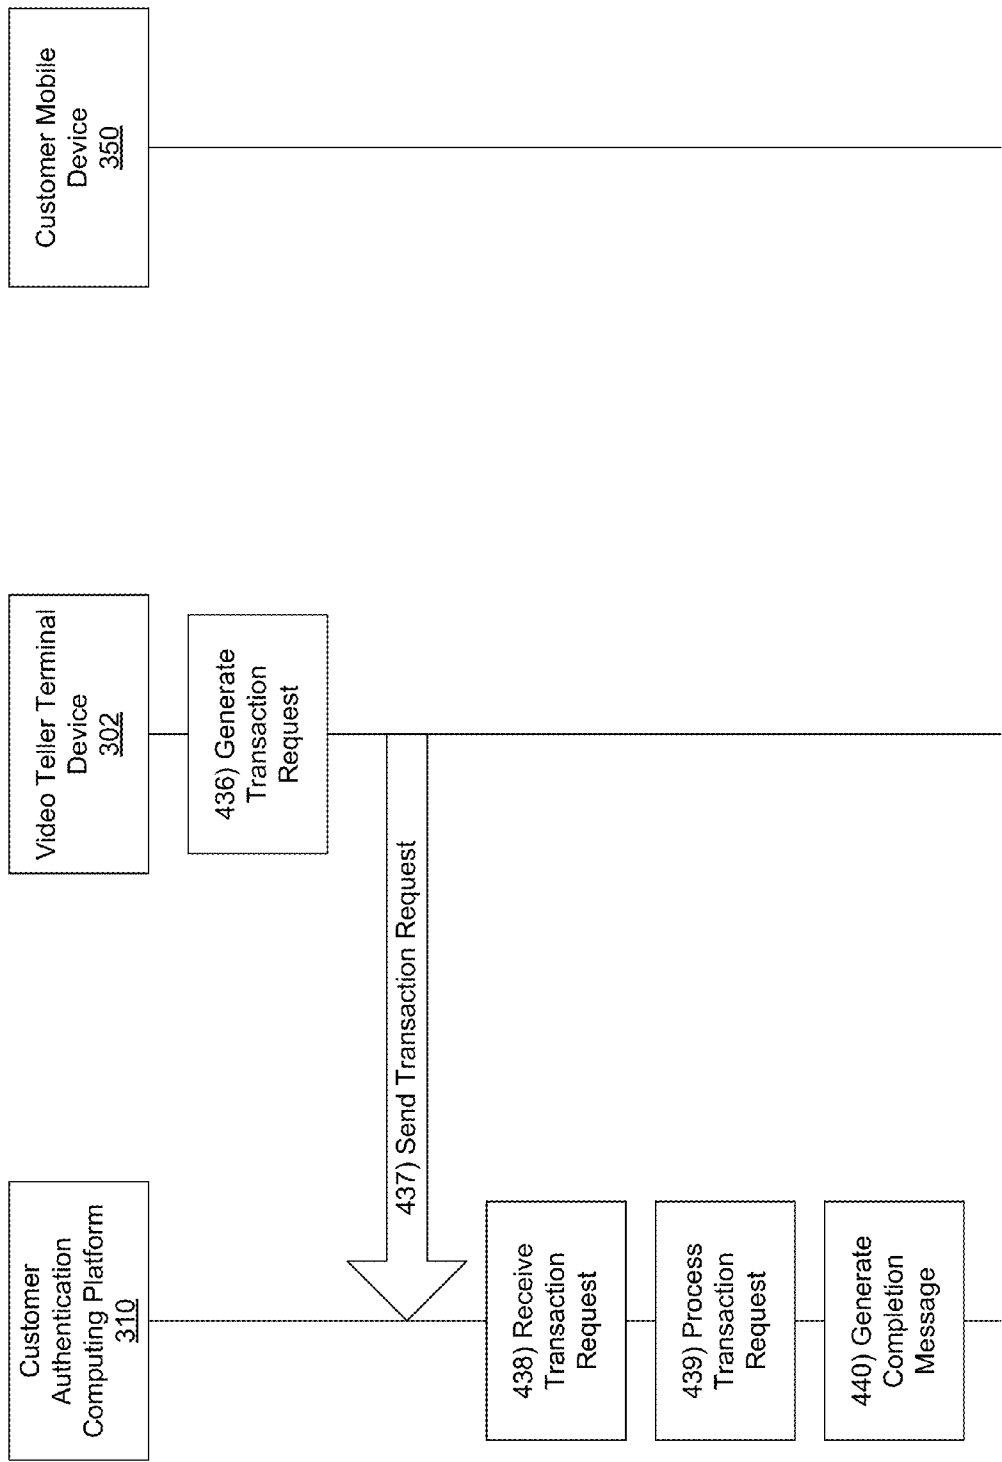 Customer
Authentication
Computing Platform
310
Video Teller Terminal
Device
302
Customer Mobile
Device
350
436) Generate
Transaction
Request
437) Send Transaction Request
438) Receive
Transaction
Request
439) Process
Transaction
Request
440) Generate
Completion
Message